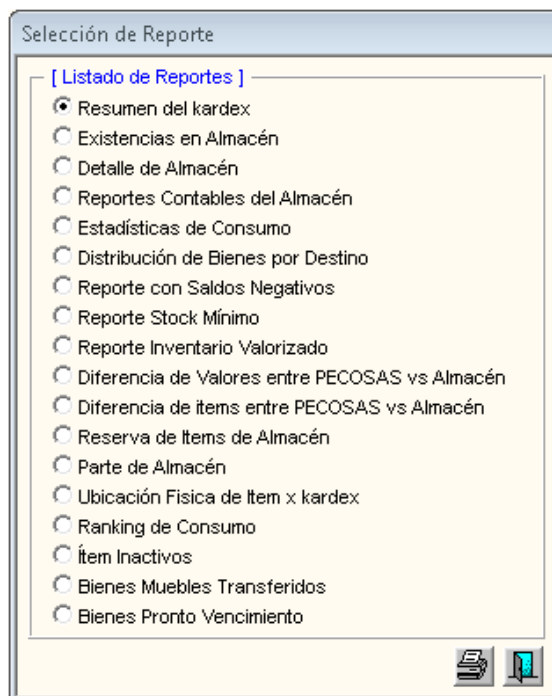 Selección de Reporte
[ Listado de Reportes ]
Resumen del kardex
Existencias en Almacén
Detalle de Almacén
Reportes Contables del Almacén
Estadísticas de Consumo
Distribución de Bienes por Destino
Reporte con Saldos Negativos
Reporte Stock Mínimo
Reporte Inventario Valorizado
Diferencia de Valores entre PECOSAS vs Almacén
Diferencia de items entre PECOSAS vs Almacén
Reserva de Items de Almacén
Parte de Almacén
Ubicación Fisica de Item x kardex
Ranking de Consumo
Ítem Inactivos
Bienes Muebles Transferidos
Bienes Pronto Vencimiento